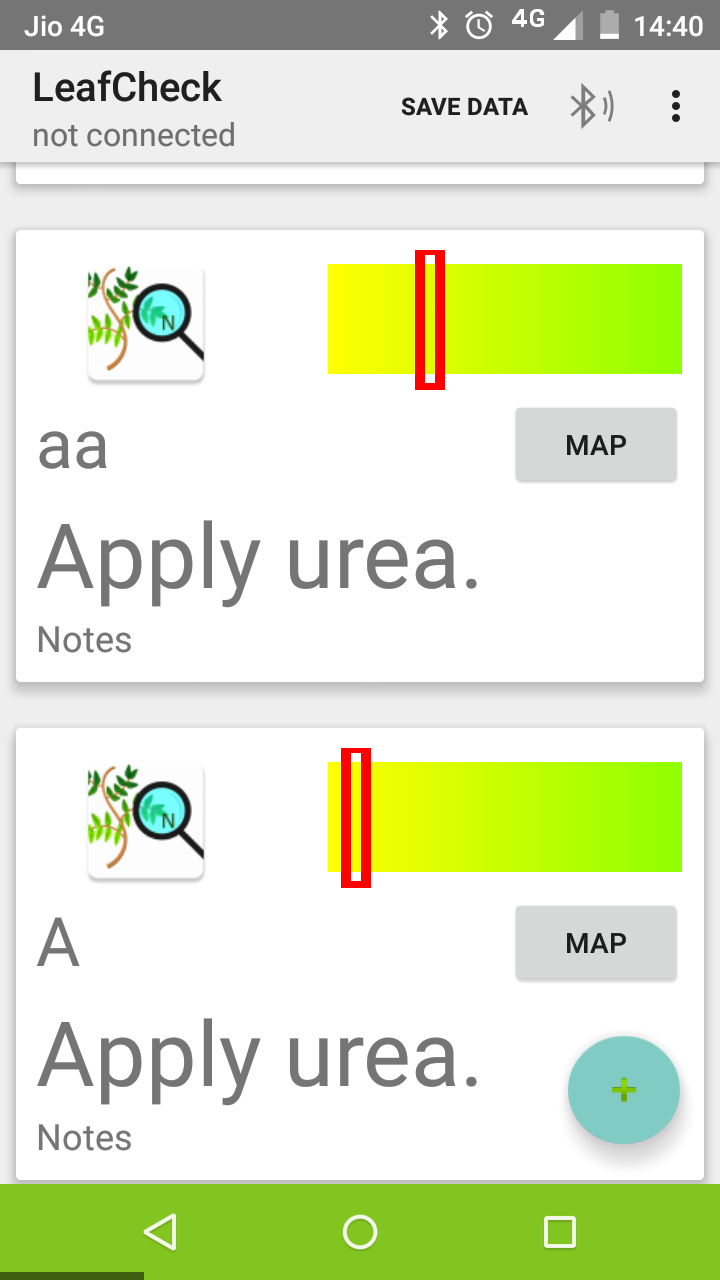 Jio 4G 4G 14:40
LeafCheck
not connected
SAVE DATA
N
aa
MAP
Apply urea.
Notes
N
A
MAP
Apply urea.
Notes
+